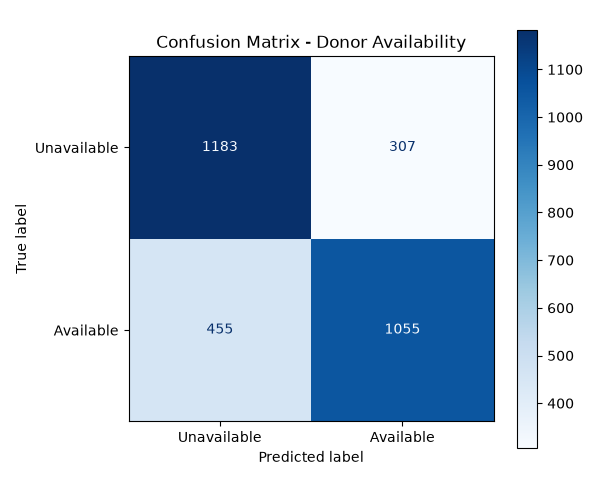 Confusion Matrix - Donor Availability
1100
1000
900
800
700
600
500
400
True label
Unavailable
1183
307
Available
455
1055
Unavailable
Available
Predicted label